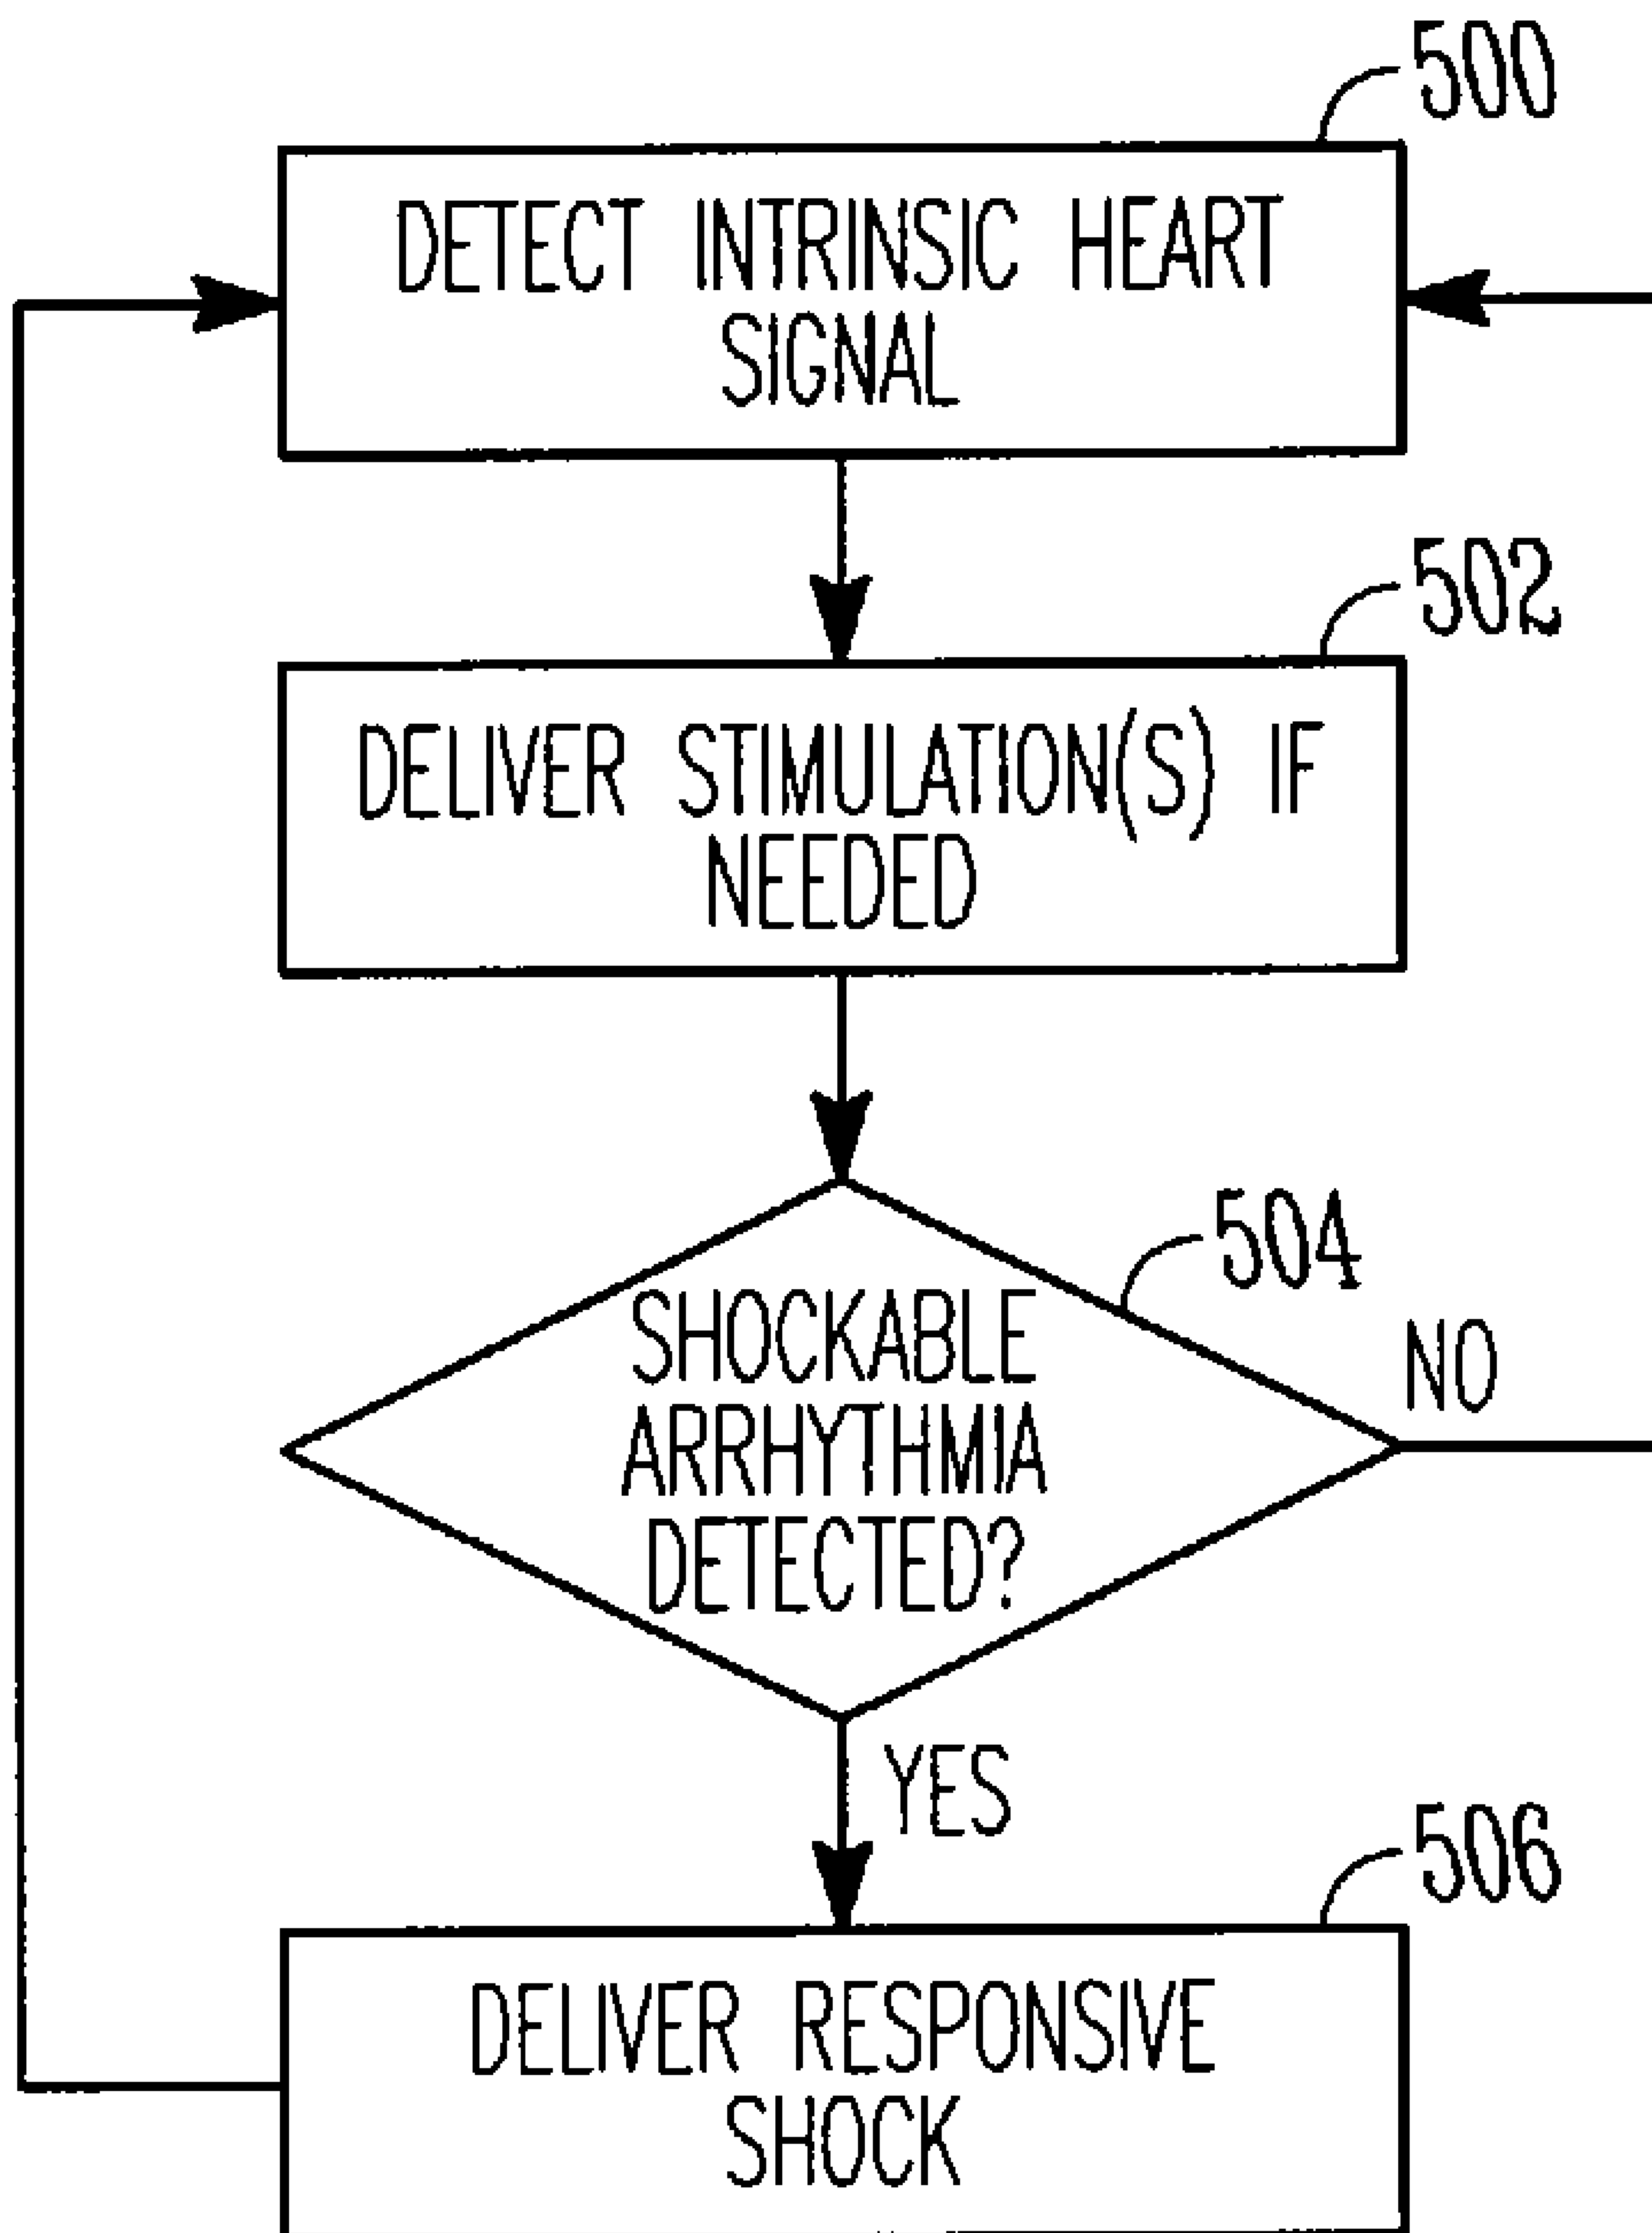 500
DETECT INTRINSIC HEART
SIGNAL
502
DELIVER STIMULATION(S) IF
NEEDED
504
SHOCKABLE
ARRHYTHMIA
DETECTED?
NO
YES
506
DELIVER RESPONSIVE
SHOCK